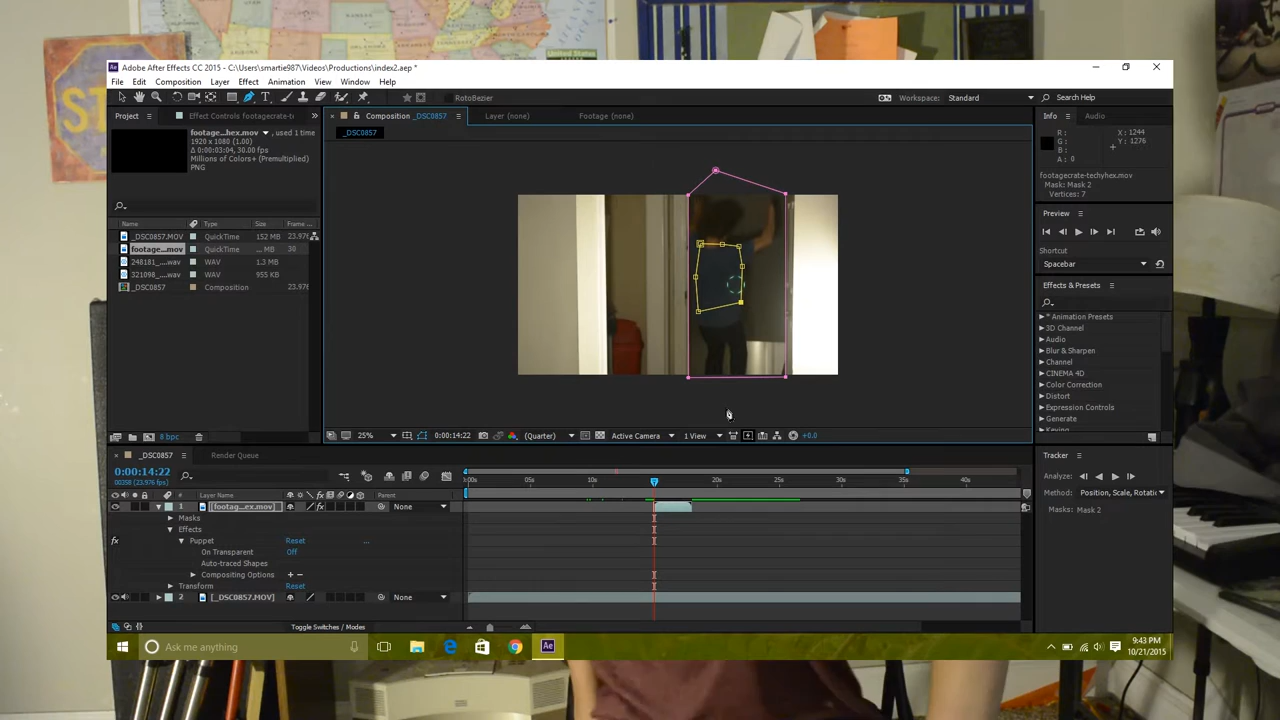 Adobe After Effects CC 2015 - C:\Users\smartie987\Videos\Productions\index2.aep *
File Edit Composition Layer Effect Animation View Window Help
RotoBezier
Workspace: Standard
Search Help
Project
Effect Controls footagecrate-t
Composition _DSC0857
Layer (none)
Footage (none)
Info
Audio
_DSC0857
footage...hex.mov , used 1 time
1920 x 1080 (1.00)
Δ 0:00:03:04, 30.00 fps
Millions of Colors+ (Premultiplied)
PNG
R :
G :
B :
A : 0
X : 1244
Y : 1276
footagecrate-techyhex.mov
Mask: Mask 2
Vertices: 7
Preview
Shortcut
Spacebar
Name Type Size Frame...
_DSC0857.MOV QuickTime 152 MB 23.976
footage...mov QuickTime ... MB 30
248181_....wav WAV 1.3 MB
321098_....wav WAV 955 KB
_DSC0857 Composition 23.976
Effects & Presets
* Animation Presets
3D Channel
Audio
Blur & Sharpen
Channel
CINEMA 4D
Color Correction
Distort
Expression Controls
Generate
Keying
8 bpc
25%
0:00:14:22
(Quarter)
Active Camera
1 View
+0.0
_DSC0857
Render Queue
Tracker
0:00:14:22
00358 (23.976 fps)
0:00s 10s 20s 30s 40s
Analyze:
Method: Position, Scale, Rotatic
Masks: Mask 2
# Layer Name Parent
1 [footag...ex.mov] None
Masks
Effects
Puppet Reset ...
On Transparent Off
Auto-traced Shapes
Compositing Options + −
Transform Reset
2 [_DSC0857.MOV] None
Toggle Switches / Modes
Ask me anything
Ae
9:43 PM
10/21/2015